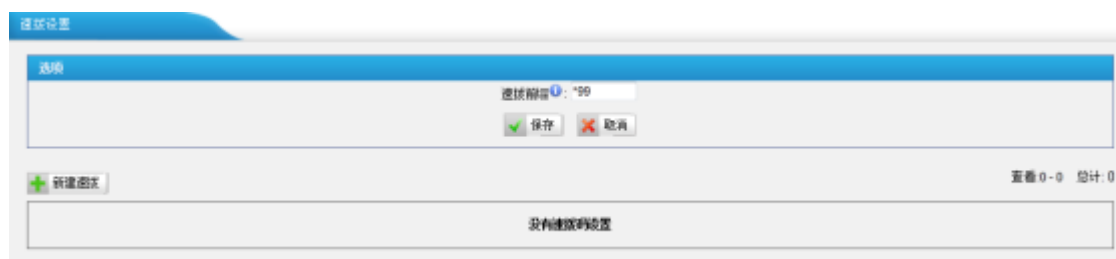 速拨设置
选项
速拨前缀: *99
保存 取消
新建速拨 查看:0-0 总计:0
没有速拨码设置